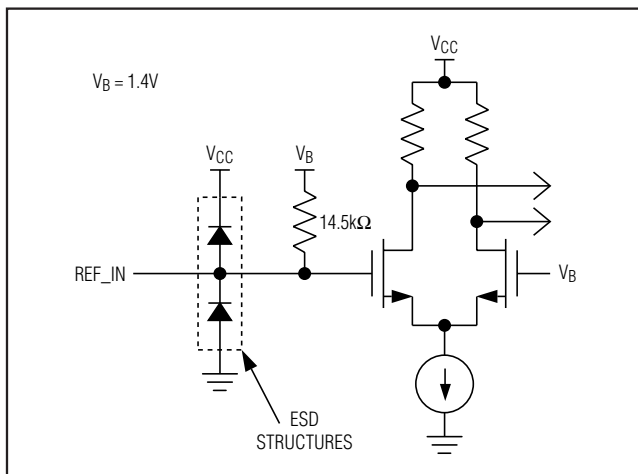 V_CC
V_B = 1.4V
V_CC
V_B
14.5kΩ
REF_IN
V_B
ESD
STRUCTURES